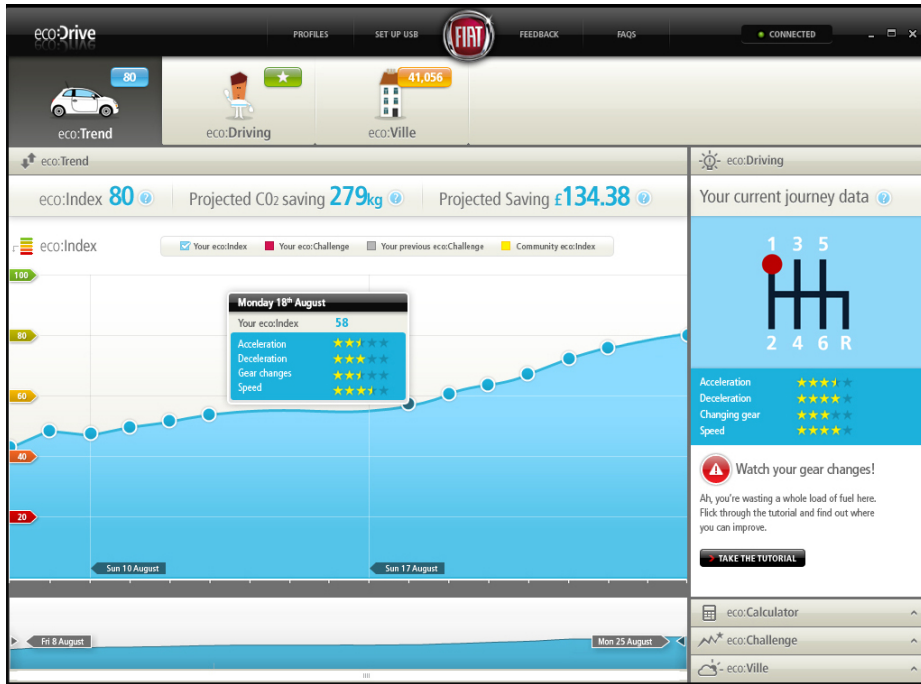 eco:Drive
PROFILES SET UP USB FIAT FEEDBACK FAQS CONNECTED
80 41,056
eco:Trend eco:Driving eco:Ville
eco:Trend
eco:Index 80 ? Projected CO2 saving 279kg ? Projected Saving £134.38 ?
eco:Index Your eco:Index Your eco:Challenge Your previous eco:Challenge Community eco:Index
100
80
60
40
20
Monday 18th August
Your eco:Index 58
Acceleration
Deceleration
Gear changes
Speed
Sun 10 August Sun 17 August
Fri 8 August Mon 25 August
eco:Driving
Your current journey data ?
1 3 5
2 4 6 R
Acceleration
Deceleration
Changing gear
Speed
Watch your gear changes!
Ah, you're wasting a whole load of fuel here.
Flick through the tutorial and find out where
you can improve.
> TAKE THE TUTORIAL
eco:Calculator
eco:Challenge
eco:Ville